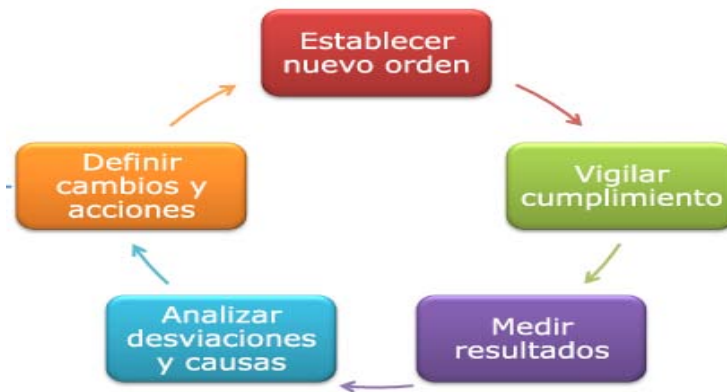 Establecer
nuevo orden
Vigilar
cumplimiento
Medir
resultados
Analizar
desviaciones
y causas
Definir
cambios y
acciones